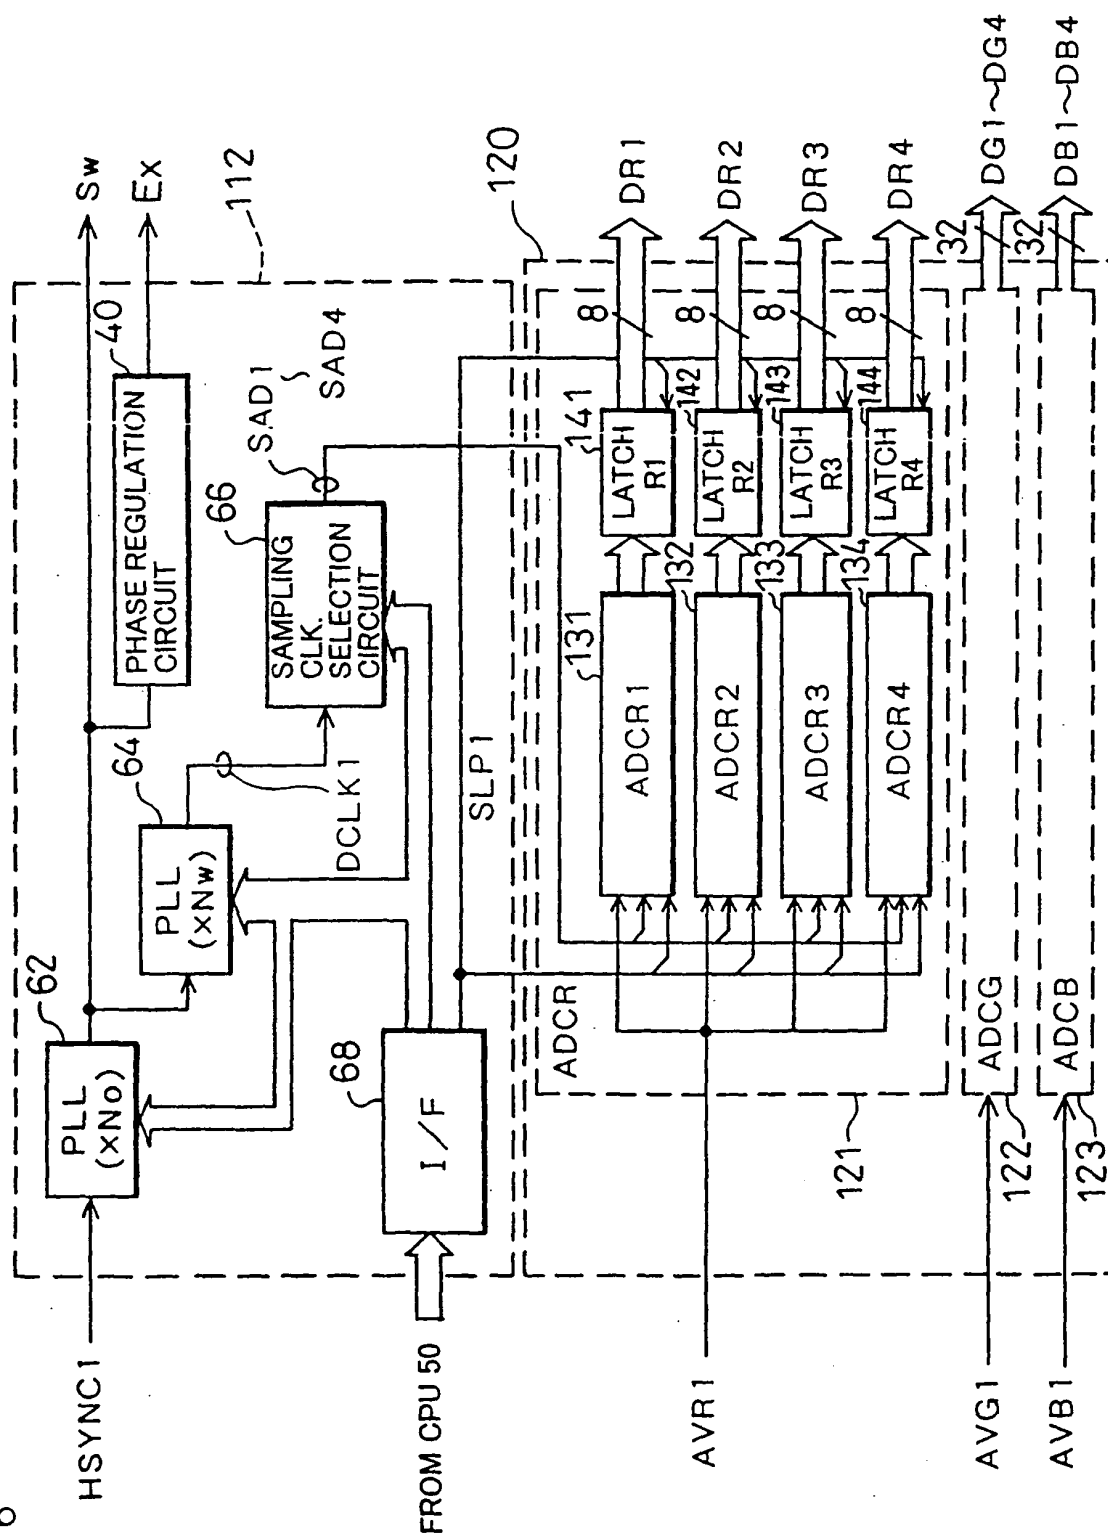 HSYNC1
PLL
(×No)
62
PLL
(×Nw)
64
PHASE REGULATION
CIRCUIT
40
Sw
Ex
112
DCLK1
SAMPLING
CLK.
SELECTION
CIRCUIT
66
SAD1
SAD4
FROM CPU 50
I/F
68
SLP1
120
ADCR
121
AVR1
ADCR1
131
LATCH
R1
141
8
DR1
ADCR2
132
LATCH
R2
142
8
DR2
ADCR3
133
LATCH
R3
143
8
DR3
ADCR4
134
LATCH
R4
144
8
DR4
AVG1
ADCG
122
32
DG1~DG4
AVB1
ADCB
123
32
DB1~DB4